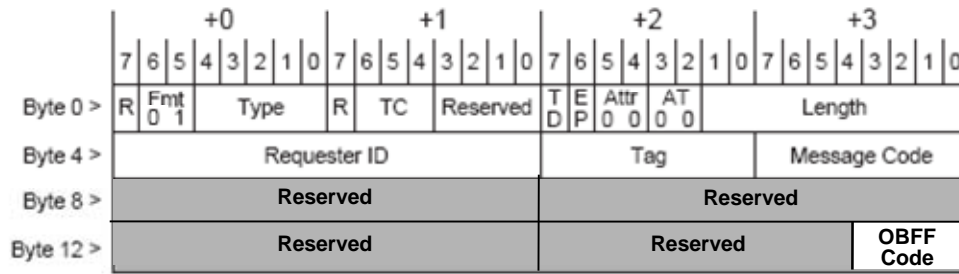 +0 +1 +2 +3
7 6 5 4 3 2 1 0 7 6 5 4 3 2 1 0 7 6 5 4 3 2 1 0 7 6 5 4 3 2 1 0
Byte 0 > R Fmt 0 1 Type R TC Reserved TD EP Attr 0 0 AT 0 0 Length
Byte 4 > Requester ID Tag Message Code
Byte 8 > Reserved Reserved
Byte 12 > Reserved Reserved OBFF Code